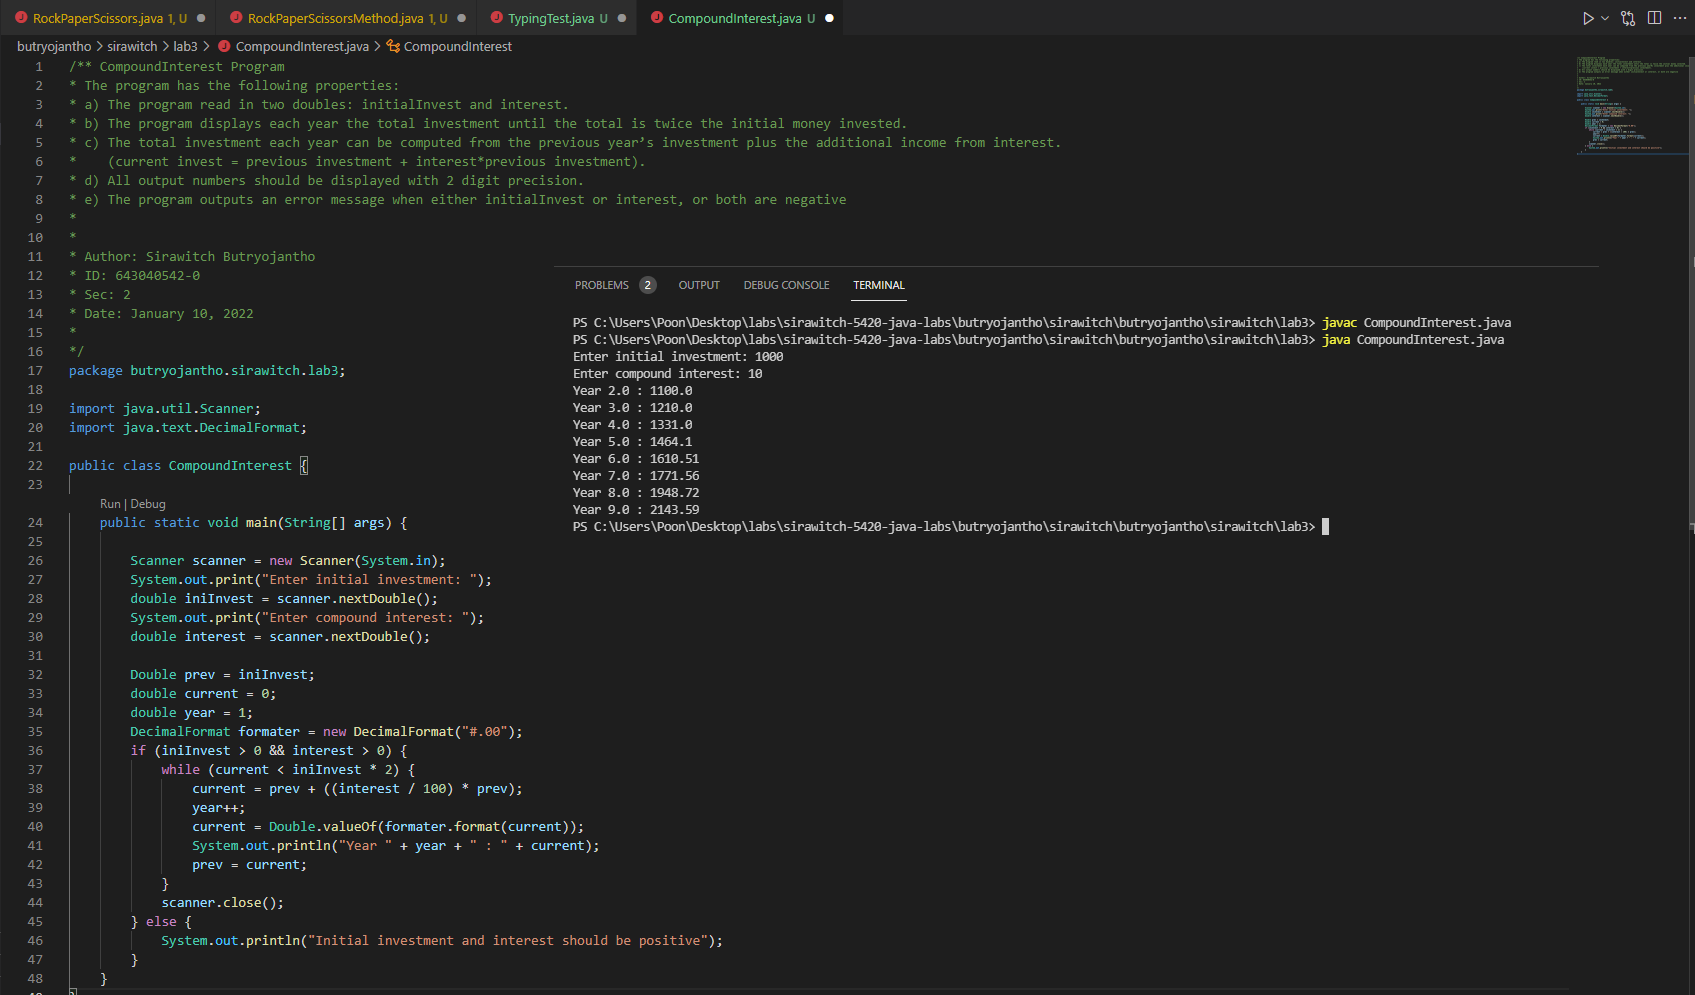 RockPaperScissors.java 1, U RockPaperScissorsMethod.java 1, U TypingTest.java U CompoundInterest.java U
butryojantho > sirawitch > lab3 > CompoundInterest.java > CompoundInterest
1 /** CompoundInterest Program
2 * The program has the following properties:
3 * a) The program read in two doubles: initialInvest and interest.
4 * b) The program displays each year the total investment until the total is twice the initial money invested.
5 * c) The total investment each year can be computed from the previous year’s investment plus the additional income from interest.
6 *    (current invest = previous investment + interest*previous investment).
7 * d) All output numbers should be displayed with 2 digit precision.
8 * e) The program outputs an error message when either initialInvest or interest, or both are negative
9 *
10 *
11 * Author: Sirawitch Butryojantho
12 * ID: 643040542-0
13 * Sec: 2
14 * Date: January 10, 2022
15 *
16 */
17 package butryojantho.sirawitch.lab3;
18
19 import java.util.Scanner;
20 import java.text.DecimalFormat;
21
22 public class CompoundInterest {
23
Run | Debug
24 public static void main(String[] args) {
25
26 Scanner scanner = new Scanner(System.in);
27 System.out.print("Enter initial investment: ");
28 double iniInvest = scanner.nextDouble();
29 System.out.print("Enter compound interest: ");
30 double interest = scanner.nextDouble();
31
32 Double prev = iniInvest;
33 double current = 0;
34 double year = 1;
35 DecimalFormat formater = new DecimalFormat("#.00");
36 if (iniInvest > 0 && interest > 0) {
37 while (current < iniInvest * 2) {
38 current = prev + ((interest / 100) * prev);
39 year++;
40 current = Double.valueOf(formater.format(current));
41 System.out.println("Year " + year + " : " + current);
42 prev = current;
43 }
44 scanner.close();
45 } else {
46 System.out.println("Initial investment and interest should be positive");
47 }
48 }
PROBLEMS 2 OUTPUT DEBUG CONSOLE TERMINAL
PS C:\Users\Poon\Desktop\labs\sirawitch-5420-java-labs\butryojantho\sirawitch\butryojantho\sirawitch\lab3> javac CompoundInterest.java
PS C:\Users\Poon\Desktop\labs\sirawitch-5420-java-labs\butryojantho\sirawitch\butryojantho\sirawitch\lab3> java CompoundInterest.java
Enter initial investment: 1000
Enter compound interest: 10
Year 2.0 : 1100.0
Year 3.0 : 1210.0
Year 4.0 : 1331.0
Year 5.0 : 1464.1
Year 6.0 : 1610.51
Year 7.0 : 1771.56
Year 8.0 : 1948.72
Year 9.0 : 2143.59
PS C:\Users\Poon\Desktop\labs\sirawitch-5420-java-labs\butryojantho\sirawitch\butryojantho\sirawitch\lab3>